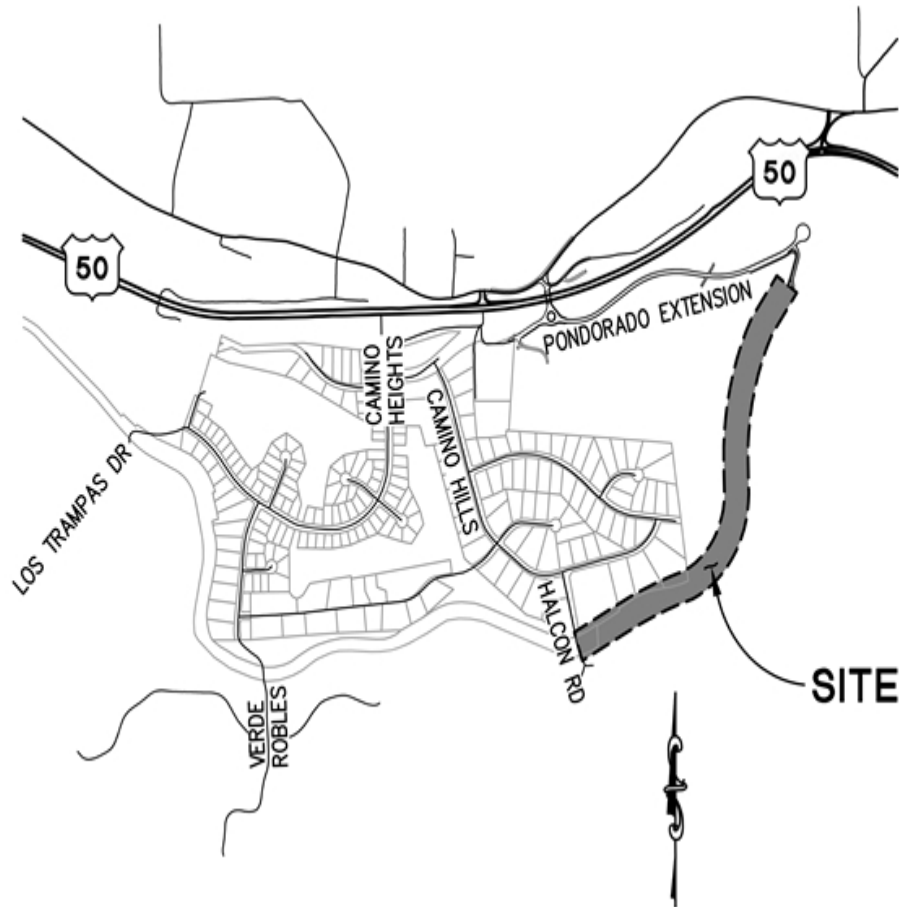 50
50
PONDORADO EXTENSION
CAMINO
HEIGHTS
CAMINO HILLS
LOS TRAMPAS DR
HALCON RD
SITE
VERDE
ROBLES